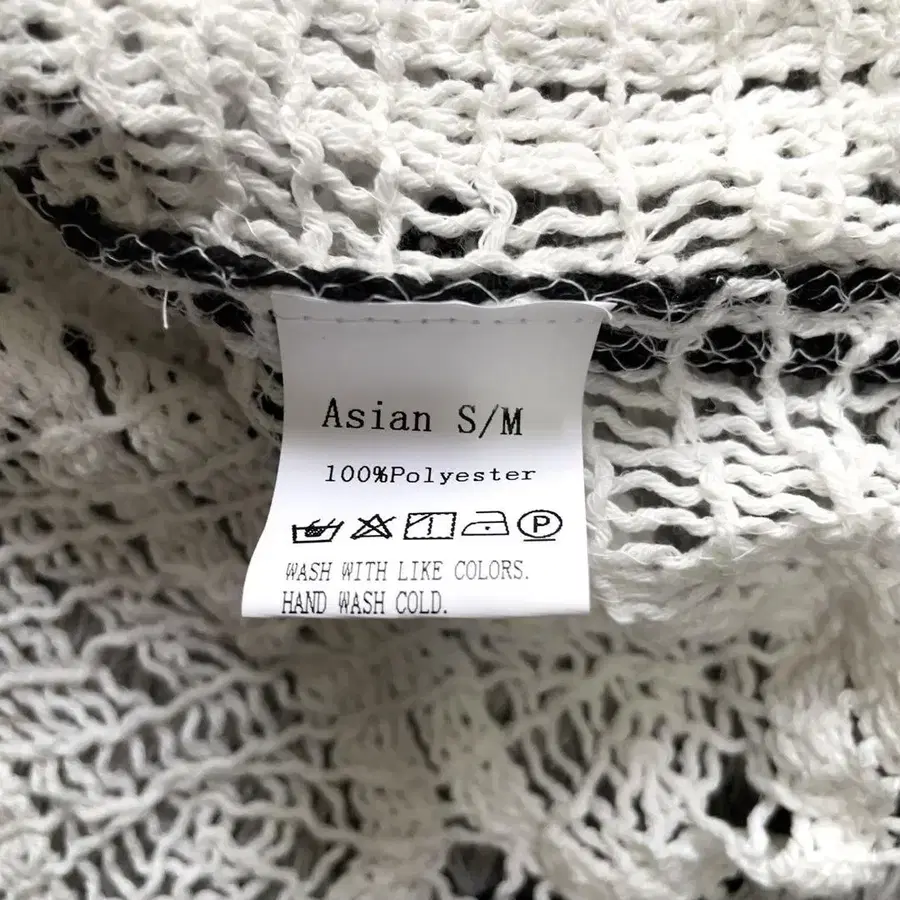 Asian S/M
100%Polyester
P
WASH WITH LIKE COLORS.
HAND WASH COLD.